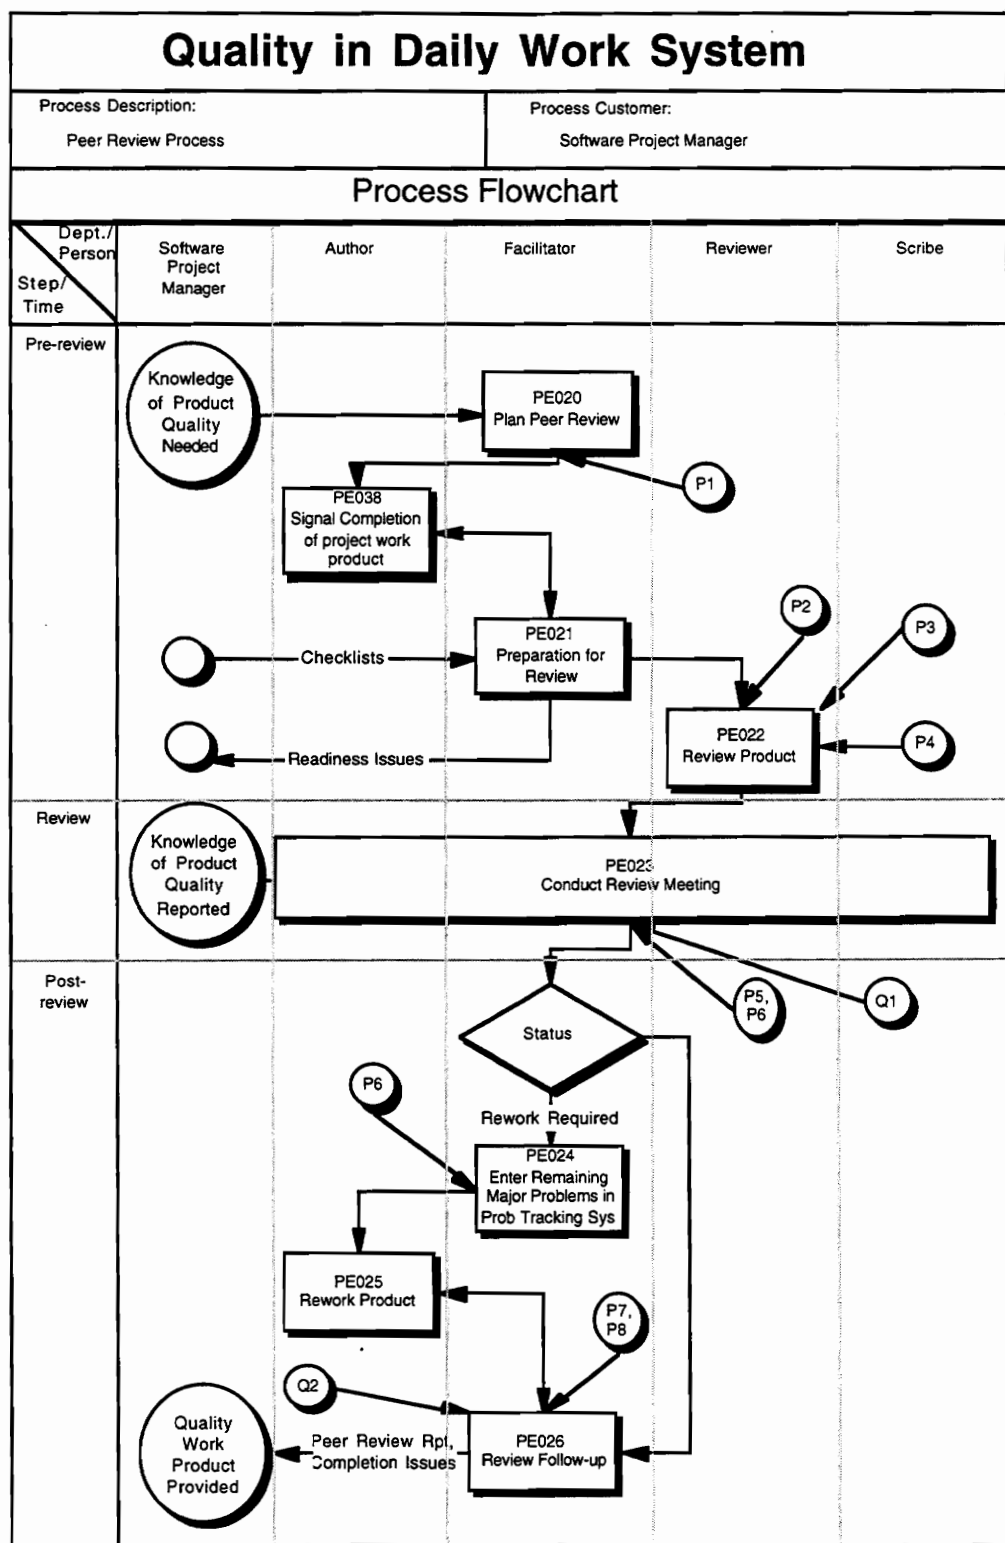 Quality in Daily Work System
Process Description:
Peer Review Process
Process Customer:
Software Project Manager
Process Flowchart
Dept./
Person
Step/
Time
Software
Project
Manager
Author
Facilitator
Reviewer
Scribe
Pre-review
Knowledge
of Product
Quality
Needed
PE020
Plan Peer Review
P1
PE038
Signal Completion
of project work
product
P2
P3
PE021
Preparation for
Review
Checklists
PE022
Review Product
P4
Readiness Issues
Review
Knowledge
of Product
Quality
Reported
PE023
Conduct Review Meeting
Post-
review
P5,
P6
Q1
Status
P6
Rework Required
PE024
Enter Remaining
Major Problems in
Prob Tracking Sys
PE025
Rework Product
P7,
P8
Q2
Quality
Work
Product
Provided
Peer Review Rpt,
Completion Issues
PE026
Review Follow-up